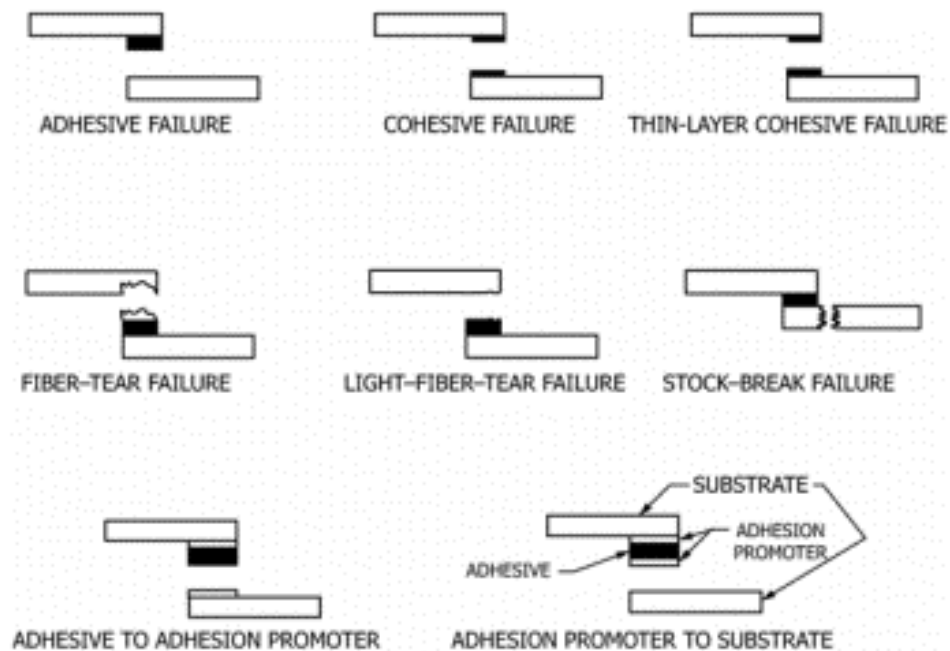 ADHESIVE FAILURE
COHESIVE FAILURE
THIN-LAYER COHESIVE FAILURE
FIBER–TEAR FAILURE
LIGHT–FIBER–TEAR FAILURE
STOCK–BREAK FAILURE
SUBSTRATE
ADHESION
PROMOTER
ADHESIVE
ADHESIVE TO ADHESION PROMOTER
ADHESION PROMOTER TO SUBSTRATE